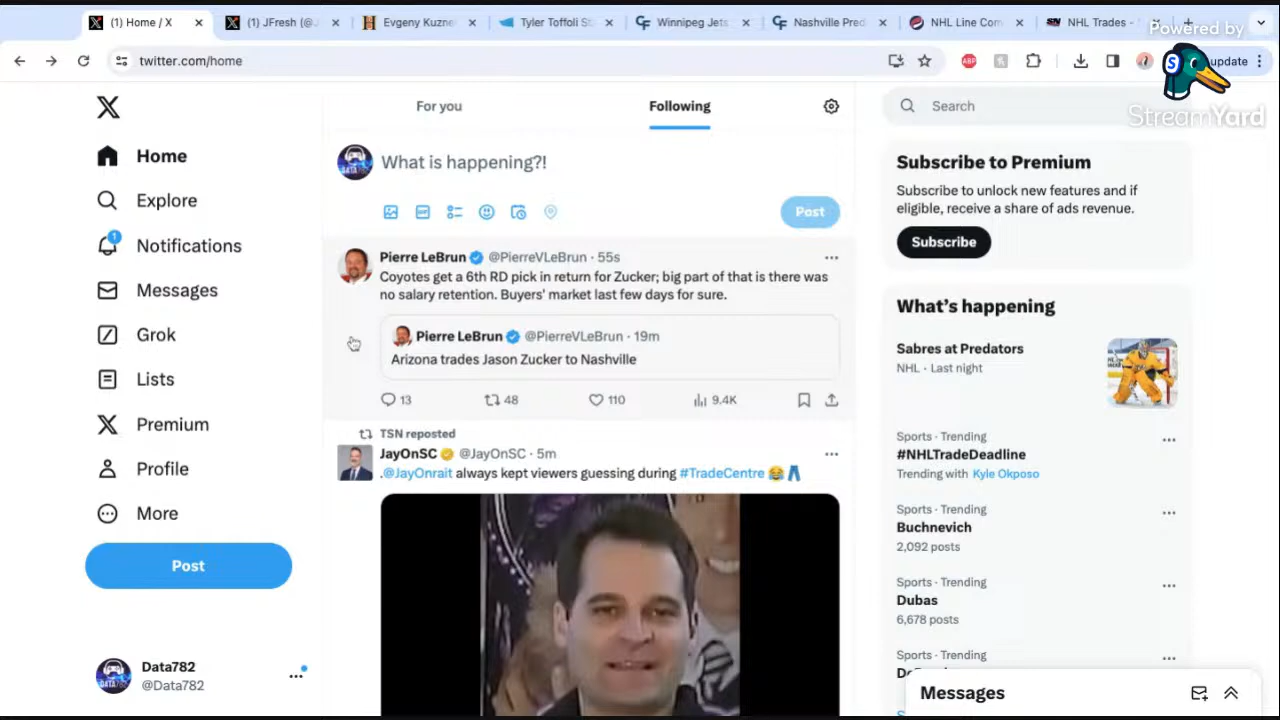 (1) Home / X
(1) JFresh (@J
Evgeny Kuzne
Tyler Toffoli St
Winnipeg Jets
Nashville Pred
NHL Line Com
NHL Trades -
Powered by
twitter.com/home
update
StreamYard
For you
Following
Search
Home
Explore
1
Notifications
Messages
Grok
Lists
Premium
Profile
More
Post
Data782
@Data782
What is happening?!
Post
Pierre LeBrun @PierreVLeBrun · 55s
Coyotes get a 6th RD pick in return for Zucker; big part of that is there was
no salary retention. Buyers' market last few days for sure.
Pierre LeBrun @PierreVLeBrun · 19m
Arizona trades Jason Zucker to Nashville
13
48
110
9.4K
TSN reposted
JayOnSC @JayOnSC · 5m
.@JayOnrait always kept viewers guessing during #TradeCentre 😂👖
Subscribe to Premium
Subscribe to unlock new features and if
eligible, receive a share of ads revenue.
Subscribe
What's happening
Sabres at Predators
NHL · Last night
Sports · Trending
#NHLTradeDeadline
Trending with Kyle Okposo
Sports · Trending
Buchnevich
2,092 posts
Sports · Trending
Dubas
6,678 posts
Sports · Trending
Messages